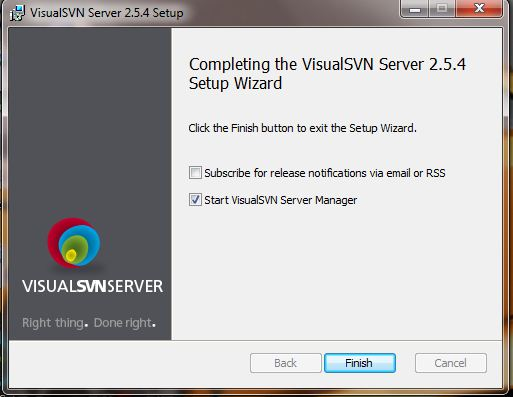 VisualSVN Server 2.5.4 Setup
Completing the VisualSVN Server 2.5.4
Setup Wizard
Click the Finish button to exit the Setup Wizard.
Subscribe for release notifications via email or RSS
Start VisualSVN Server Manager
VISUALSVNSERVER
Right thing. Done right.
Back
Finish
Cancel